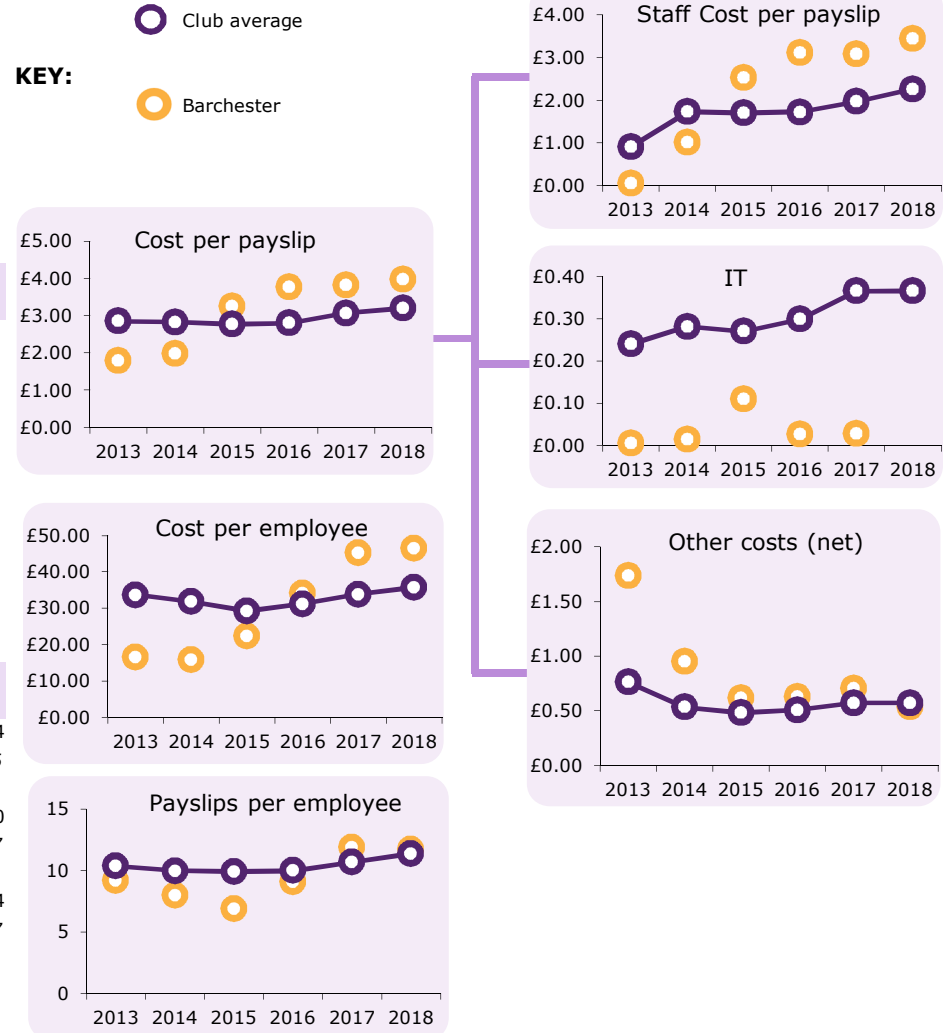 Club average
KEY:
Barchester
Cost per payslip
£5.00
£4.00
£3.00
£2.00
£1.00
£0.00
2013 2014 2015 2016 2017 2018
Cost per employee
£50.00
£40.00
£30.00
£20.00
£10.00
£0.00
2013 2014 2015 2016 2017 2018
Payslips per employee
15
10
5
0
2013 2014 2015 2016 2017 2018
Staff Cost per payslip
£4.00
£3.00
£2.00
£1.00
£0.00
2013 2014 2015 2016 2017 2018
IT
£0.40
£0.30
£0.20
£0.10
£0.00
2013 2014 2015 2016 2017 2018
Other costs (net)
£2.00
£1.50
£1.00
£0.50
£0.00
2013 2014 2015 2016 2017 2018